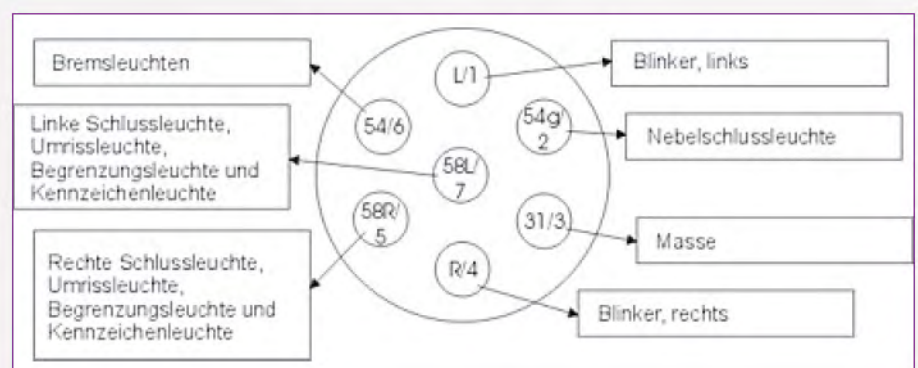 Bremsleuchten
Linke Schlussleuchte,
Umrissleuchte,
Begrenzungsleuchte und
Kennzeichenleuchte
Rechte Schlussleuchte,
Umrissleuchte,
Begrenzungsleuchte und
Kennzeichenleuchte
L/1
54/6
54g/
2
58L/
7
58R/
5
31/3
R/4
Blinker, links
Nebelschlussleuchte
Masse
Blinker, rechts